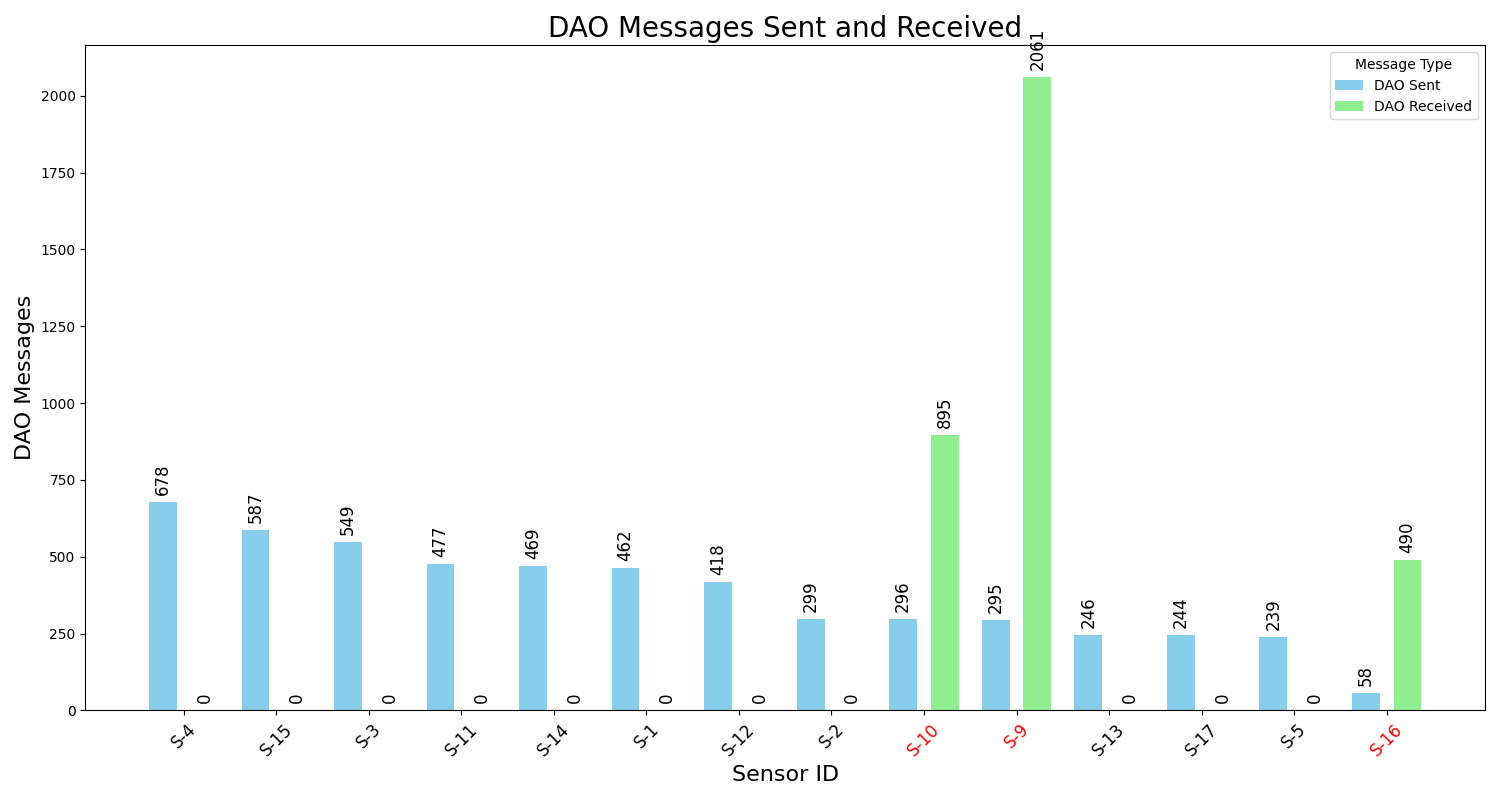 DAO Messages Sent and Received
Message Type
DAO Sent
DAO Received
DAO Messages
2000
1750
1500
1250
1000
750
500
250
0
678
0
587
0
549
0
477
0
469
0
462
0
418
0
299
0
296
895
295
2061
246
0
244
0
239
0
58
490
S-4
S-15
S-3
S-11
S-14
S-1
S-12
S-2
S-10
S-9
S-13
S-17
S-5
S-16
Sensor ID